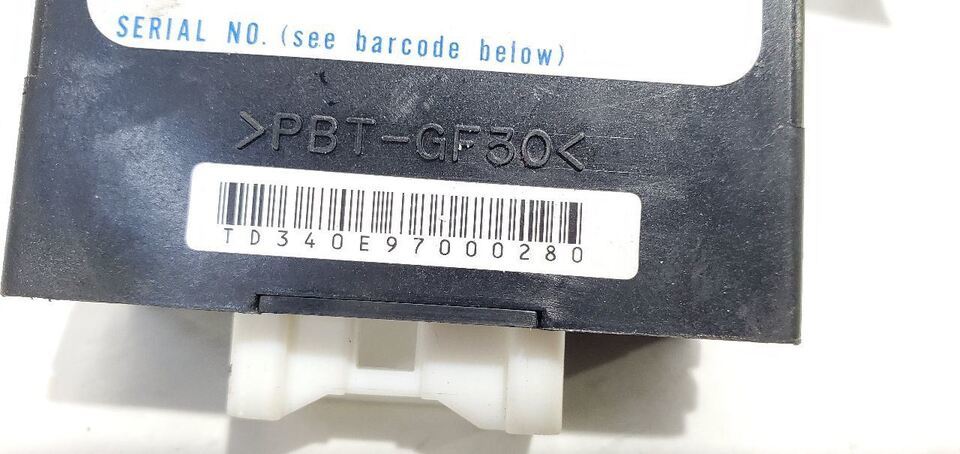 SERIAL NO. (see barcode below)
>PBT-GF30<
TD340E97000280